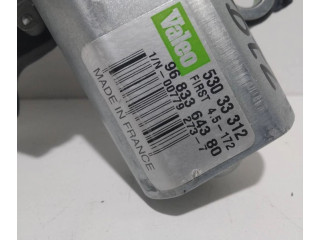 Valeo
530 33 312
FIRST 4.5-172
96 833 643 80
1/N-00779 273-7
MADE IN FRANCE